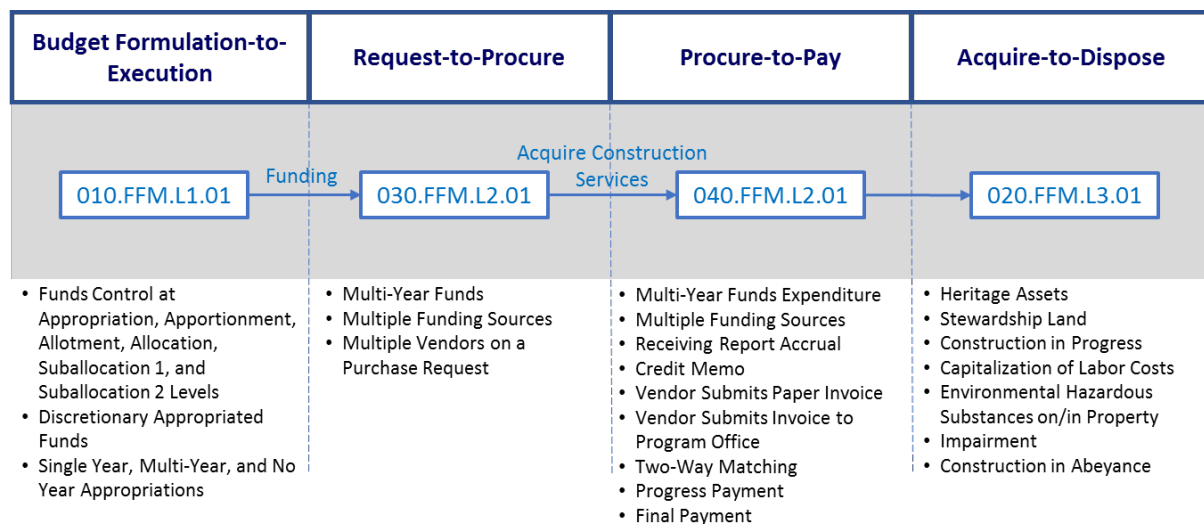 Budget Formulation-to-
Execution
Request-to-Procure
Procure-to-Pay
Acquire-to-Dispose
010.FFM.L1.01
Funding
030.FFM.L2.01
Acquire Construction
Services
040.FFM.L2.01
020.FFM.L3.01
• Funds Control at
Appropriation, Apportionment,
Allotment, Allocation,
Suballocation 1, and
Suballocation 2 Levels
• Discretionary Appropriated
Funds
• Single Year, Multi-Year, and No
Year Appropriations
• Multi-Year Funds
• Multiple Funding Sources
• Multiple Vendors on a
Purchase Request
• Multi-Year Funds Expenditure
• Multiple Funding Sources
• Receiving Report Accrual
• Credit Memo
• Vendor Submits Paper Invoice
• Vendor Submits Invoice to
Program Office
• Two-Way Matching
• Progress Payment
• Final Payment
• Heritage Assets
• Stewardship Land
• Construction in Progress
• Capitalization of Labor Costs
• Environmental Hazardous
Substances on/in Property
• Impairment
• Construction in Abeyance